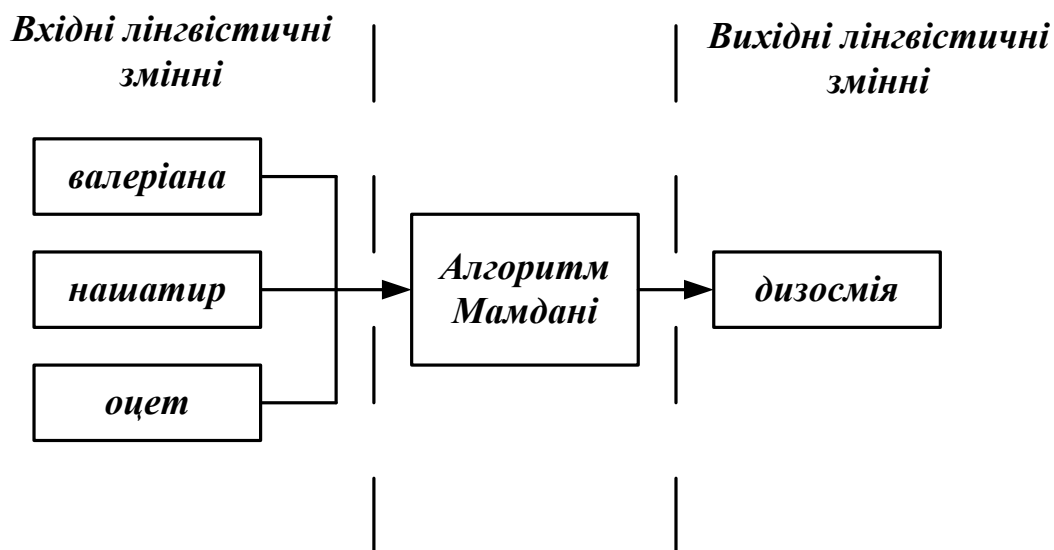 Вхідні лінгвістичні
змінні
Вихідні лінгвістичні
змінні
валеріана
нашатир
оцет
Алгоритм
Мамдані
дизосмія